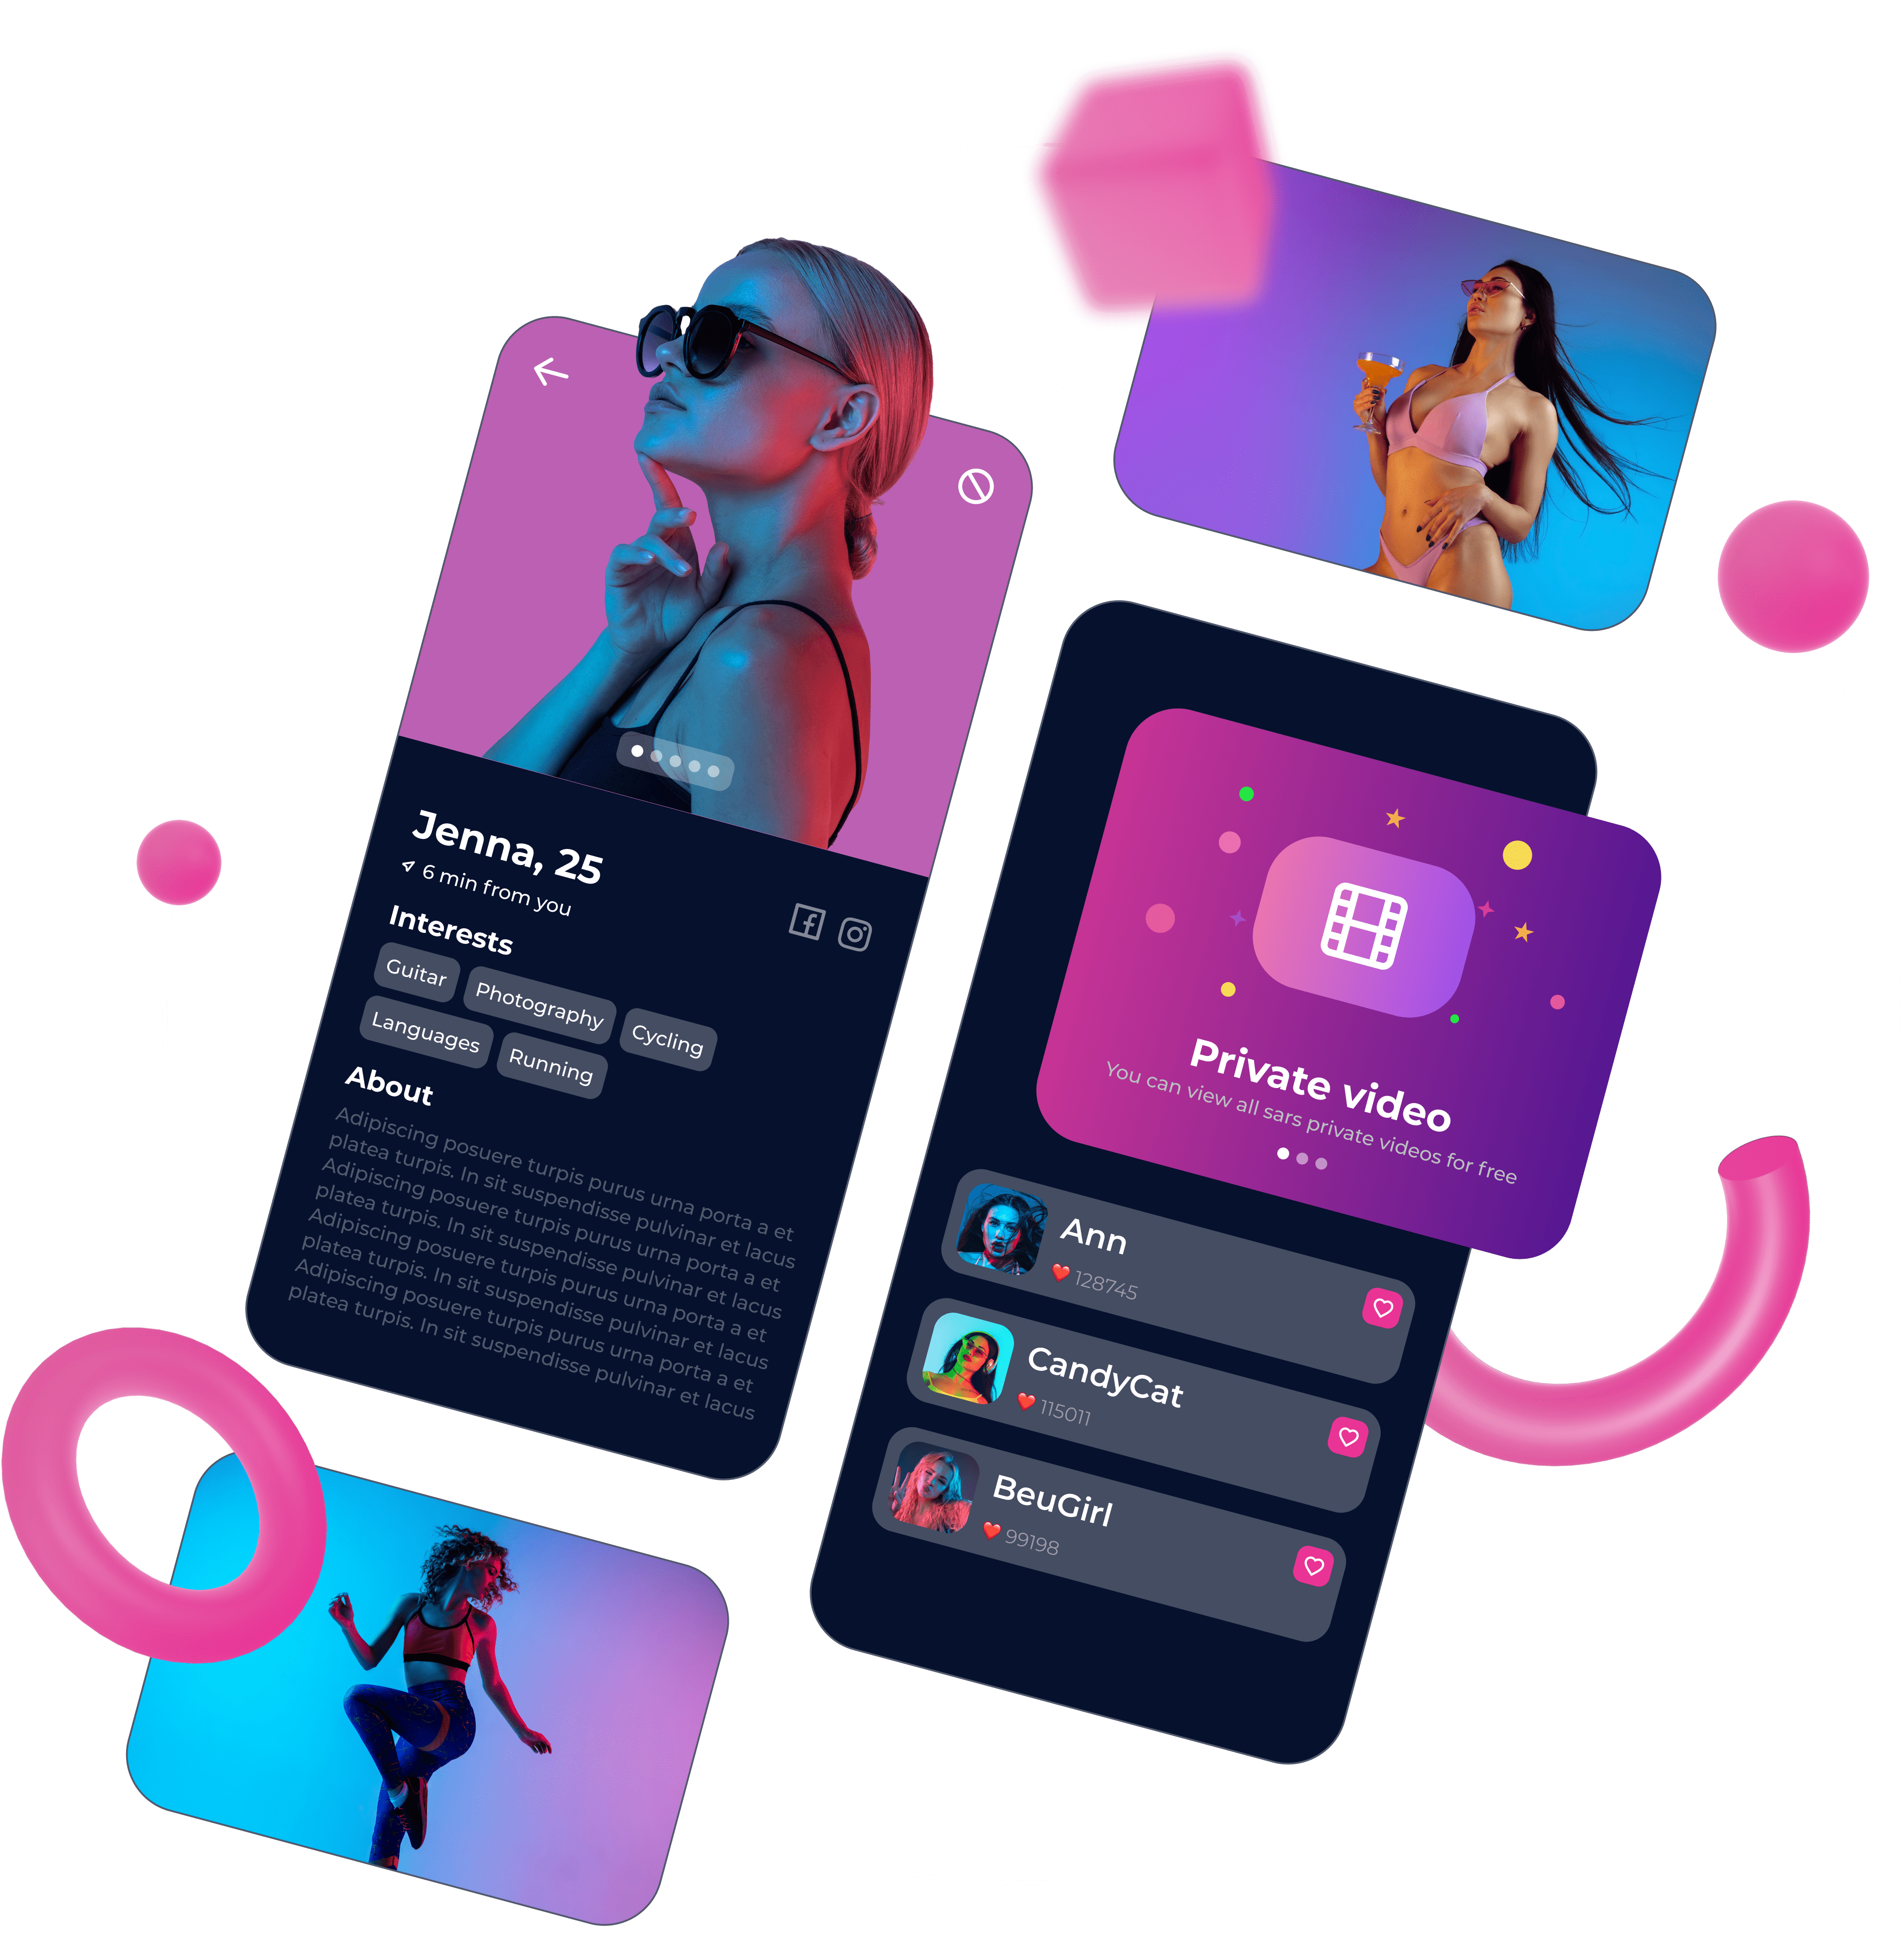 Jenna, 25
6 min from you
Interests
Guitar
Photography
Cycling
Languages
Running
About
Adipiscing posuere turpis purus urna porta a et
platea turpis. In sit suspendisse pulvinar et lacus
Adipiscing posuere turpis purus urna porta a et
platea turpis. In sit suspendisse pulvinar et lacus
Adipiscing posuere turpis purus urna porta a et
platea turpis. In sit suspendisse pulvinar et lacus
Adipiscing posuere turpis purus urna porta a et
platea turpis. In sit suspendisse pulvinar et lacus
Private video
You can view all sars private videos for free
Ann
128745
CandyCat
115011
BeuGirl
99198